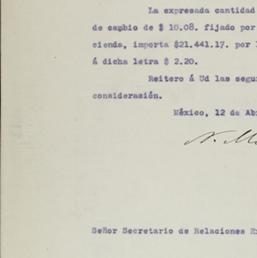 La expresada cantidad
de cambio de $ 10.08. fijado por
cienda, importa $21.441.17. por
á dicha letra $ 2.20.
Reitero á Ud las segu
consideración.
México, 12 de Ab
N. M
Señor Secretario de Relaciones